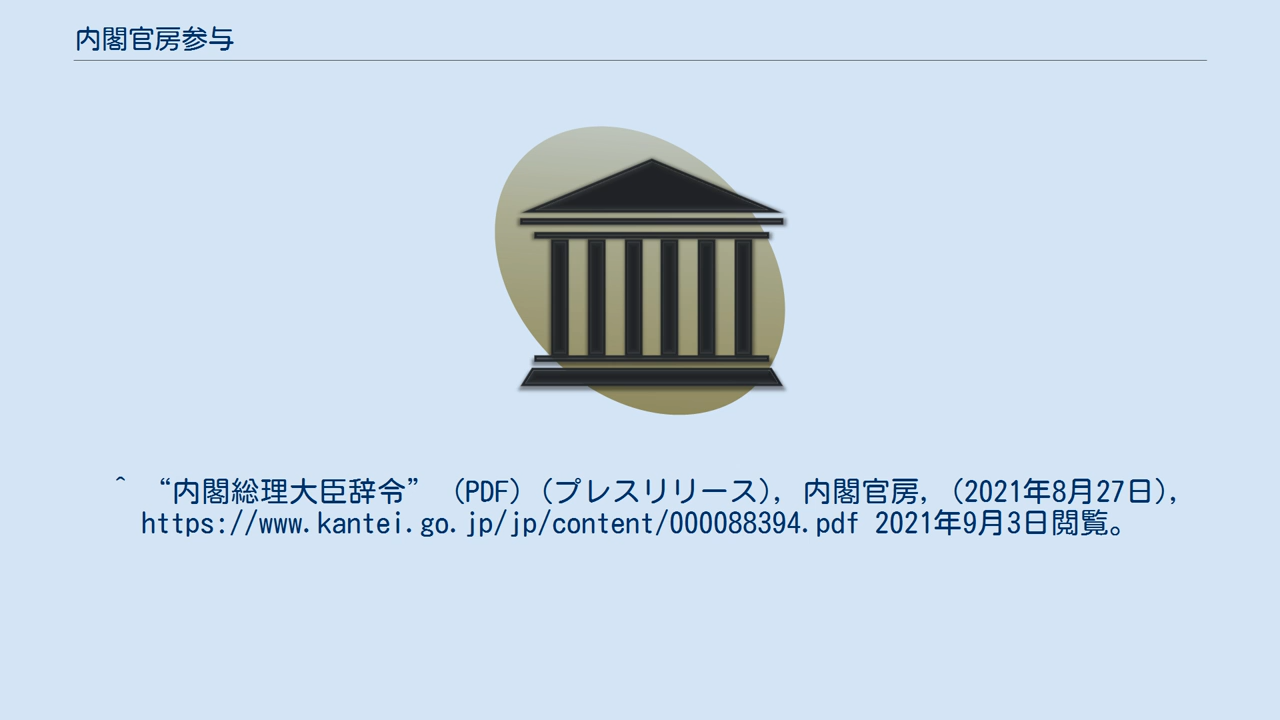 内閣官房参与
^ “内閣総理大臣辞令” (PDF) (プレスリリース), 内閣官房, (2021年8月27日),
https://www.kantei.go.jp/jp/content/000088394.pdf 2021年9月3日閲覧。